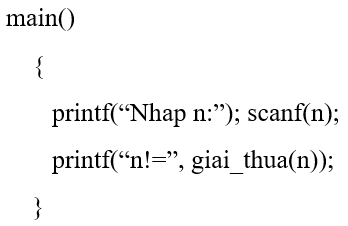 main()
{
printf(“Nhap n:”); scanf(n);
printf(“n!=”, giai_thua(n));
}